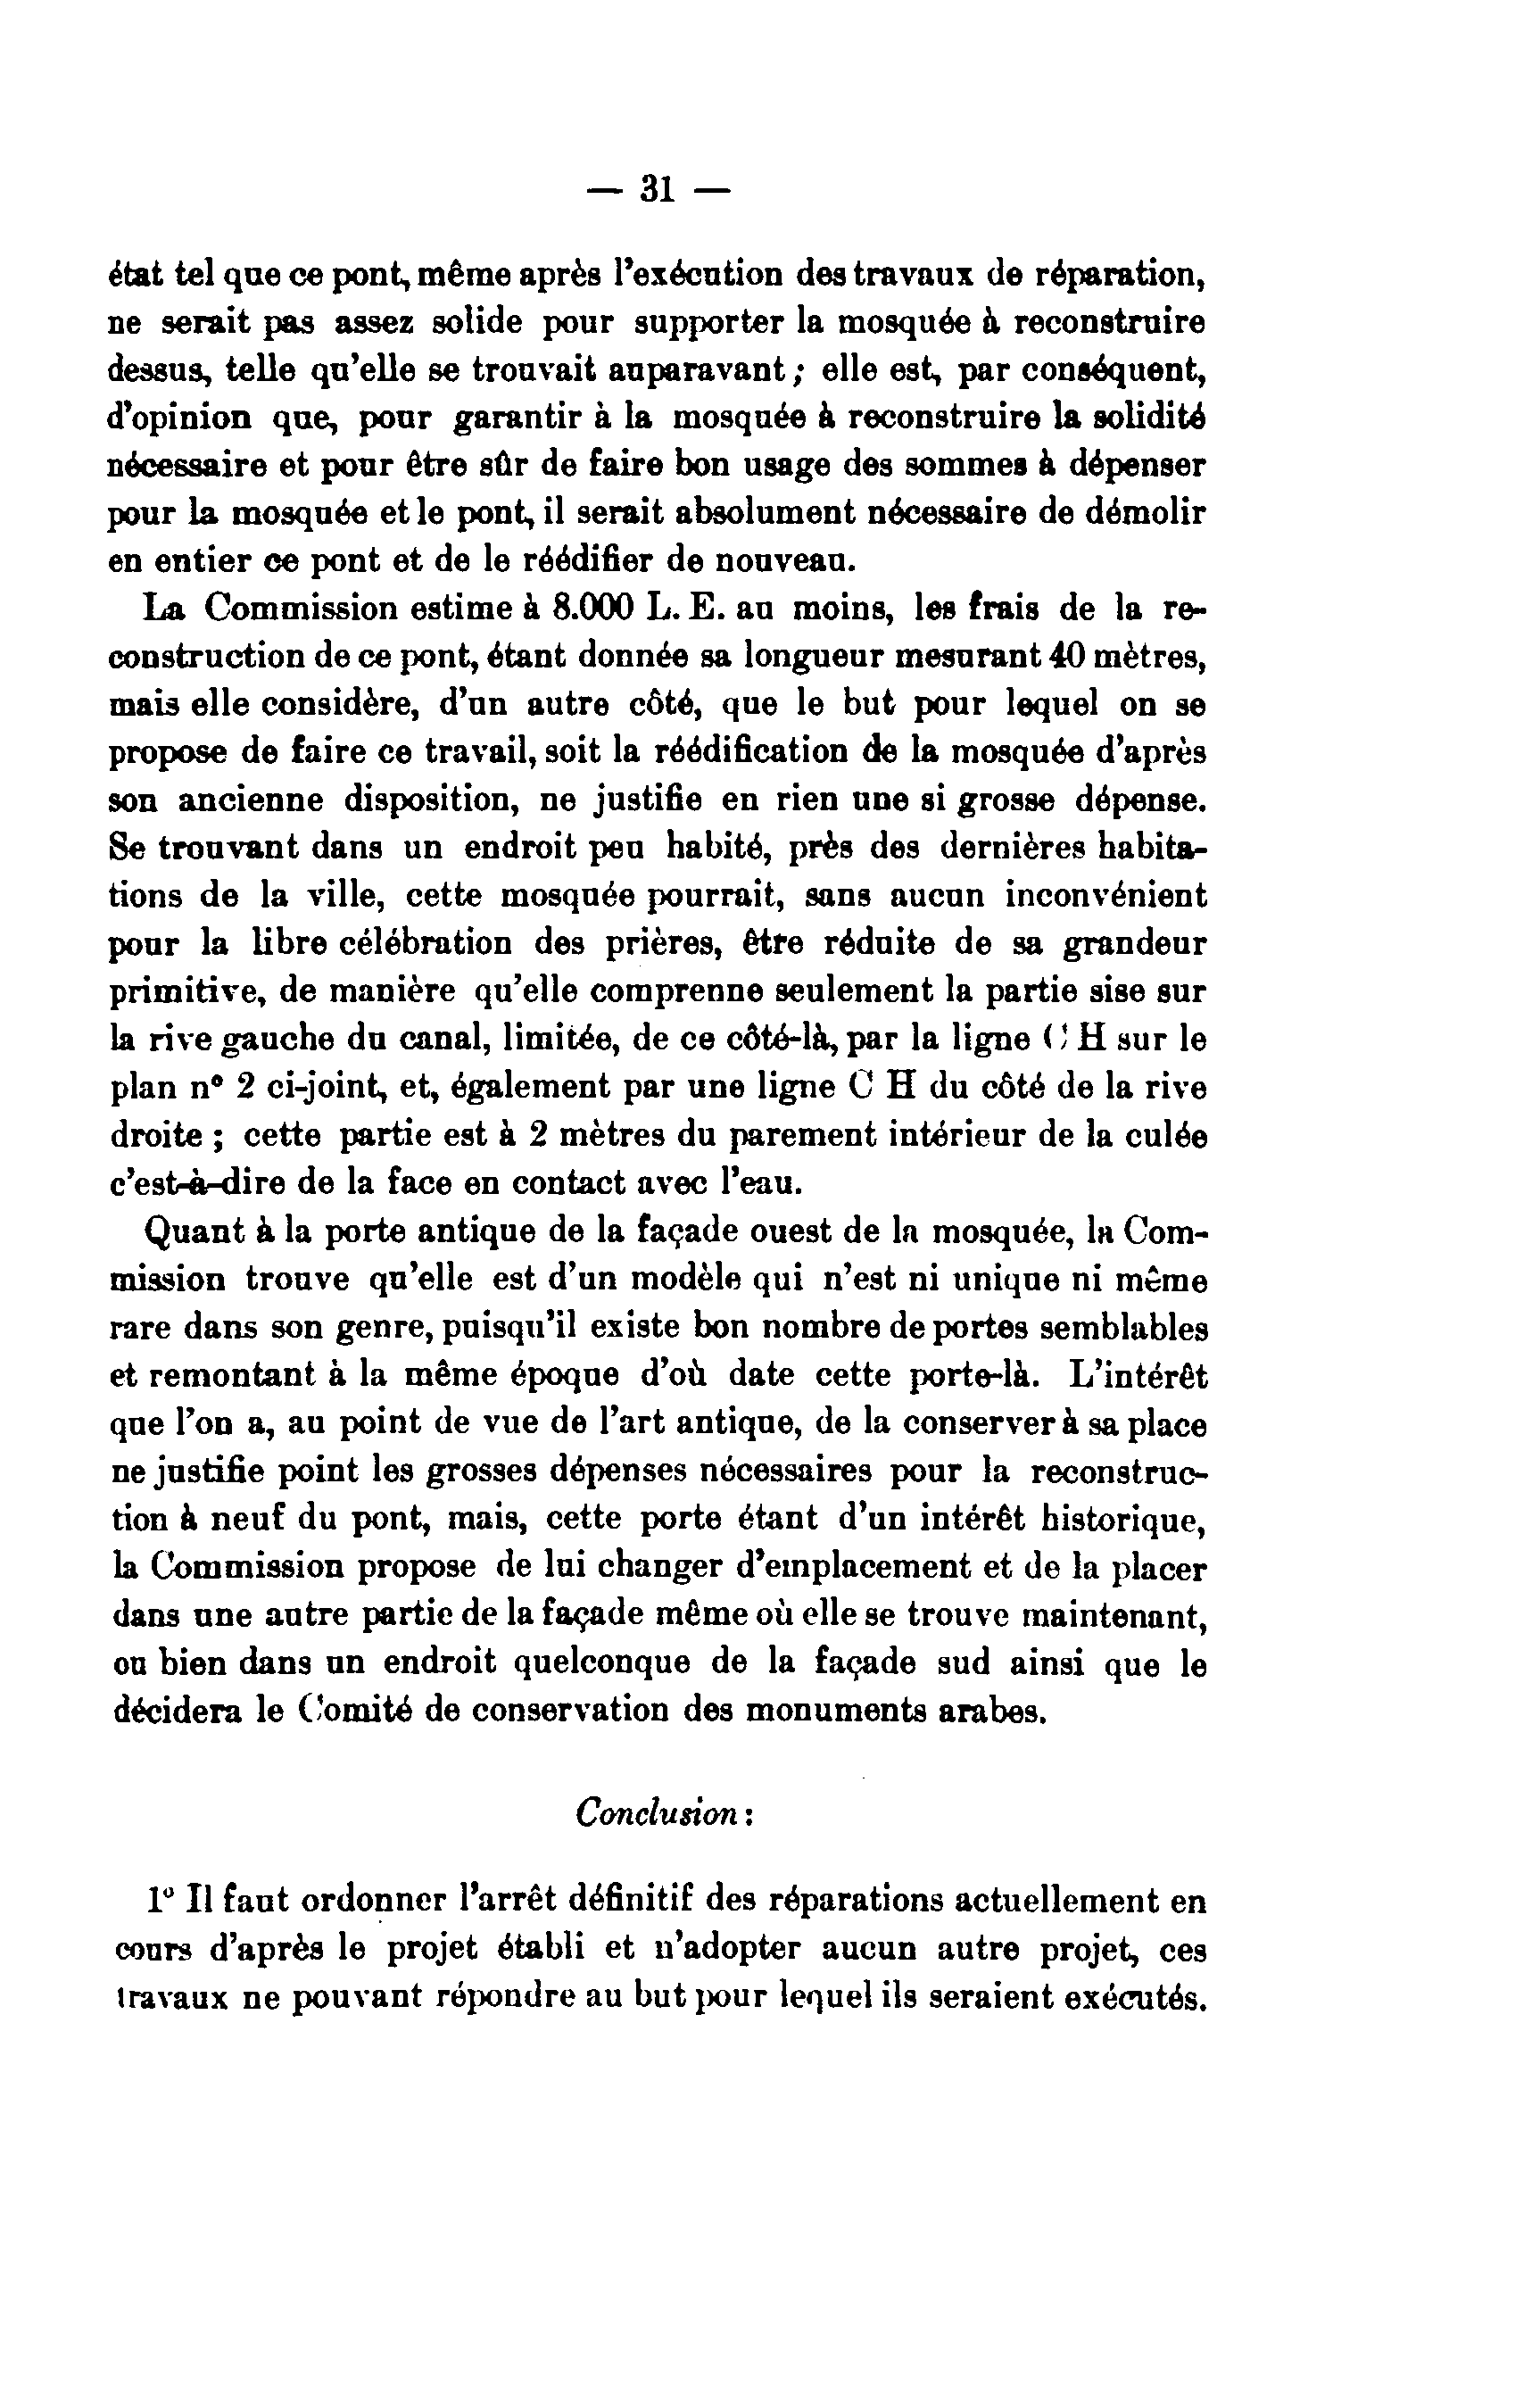 — 31 —
état tel que ce pont, même après l'exécution des travaux de réparation,
ne serait pas assez solide pour supporter la mosquée à reconstruire
dessus, telle qu'elle se trouvait auparavant ; elle est, par conséquent,
d'opinion que, pour garantir à la mosquée à reconstruire la solidité
nécessaire et pour être sûr de faire bon usage des sommes à dépenser
pour la mosquée et le pont, il serait absolument nécessaire de démolir
en entier ce pont et de le réédifier de nouveau.
La Commission estime à 8.000 L. E. au moins, les frais de la re-
construction de ce pont, étant donnée sa longueur mesurant 40 mètres,
mais elle considère, d'un autre côté, que le but pour lequel on se
propose de faire ce travail, soit la réédification de la mosquée d'après
son ancienne disposition, ne justifie en rien une si grosse dépense.
Se trouvant dans un endroit peu habité, près des dernières habita-
tions de la ville, cette mosquée pourrait, sans aucun inconvénient
pour la libre célébration des prières, être réduite de sa grandeur
primitive, de manière qu'elle comprenne seulement la partie sise sur
la rive gauche du canal, limitée, de ce côté-là, par la ligne C H sur le
plan n° 2 ci-joint, et, également par une ligne C H du côté de la rive
droite ; cette partie est à 2 mètres du parement intérieur de la culée
c'est-à-dire de la face en contact avec l'eau.
Quant à la porte antique de la façade ouest de la mosquée, la Com-
mission trouve qu'elle est d'un modèle qui n'est ni unique ni même
rare dans son genre, puisqu'il existe bon nombre de portes semblables
et remontant à la même époque d'où date cette porte-là. L'intérêt
que l'on a, au point de vue de l'art antique, de la conserver à sa place
ne justifie point les grosses dépenses nécessaires pour la reconstruc-
tion à neuf du pont, mais, cette porte étant d'un intérêt historique,
la Commission propose de lui changer d'emplacement et de la placer
dans une autre partie de la façade même où elle se trouve maintenant,
ou bien dans un endroit quelconque de la façade sud ainsi que le
décidera le Comité de conservation des monuments arabes.
Conclusion :
1° Il faut ordonner l'arrêt définitif des réparations actuellement en
cours d'après le projet établi et n'adopter aucun autre projet, ces
travaux ne pouvant répondre au but pour lequel ils seraient exécutés.